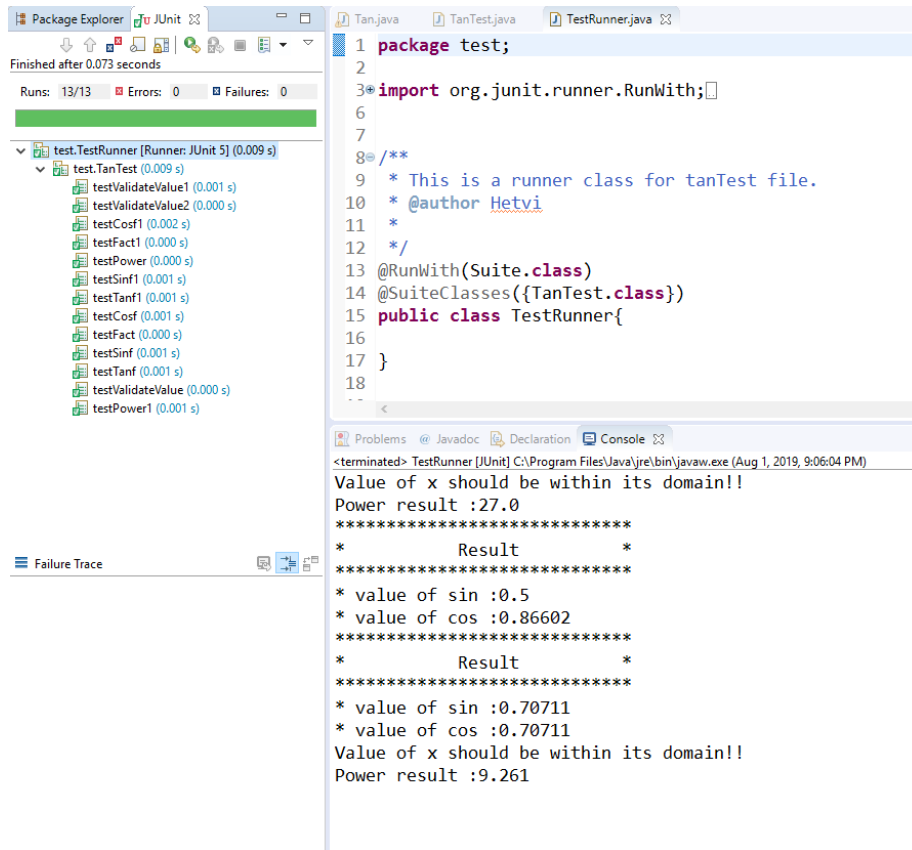 Package Explorer JUnit
Finished after 0.073 seconds
Runs: 13/13 Errors: 0 Failures: 0
test.TestRunner [Runner: JUnit 5] (0.009 s)
test.TanTest (0.009 s)
testValidateValue1 (0.001 s)
testValidateValue2 (0.000 s)
testCosf1 (0.002 s)
testFact1 (0.000 s)
testPower (0.000 s)
testSinf1 (0.001 s)
testTanf1 (0.001 s)
testCosf (0.001 s)
testFact (0.000 s)
testSinf (0.001 s)
testTanf (0.001 s)
testValidateValue (0.000 s)
testPower1 (0.001 s)
Failure Trace
Tan.java TanTest.java TestRunner.java
1 package test;
2
3 import org.junit.runner.RunWith;
6
7
8 /**
9 * This is a runner class for tanTest file.
10 * @author Hetvi
11 *
12 */
13 @RunWith(Suite.class)
14 @SuiteClasses({TanTest.class})
15 public class TestRunner{
16
17 }
18
Problems @ Javadoc Declaration Console
<terminated> TestRunner [JUnit] C:\Program Files\Java\jre\bin\javaw.exe (Aug 1, 2019, 9:06:04 PM)
Value of x should be within its domain!!
Power result :27.0
*****************************
* Result *
*****************************
* value of sin :0.5
* value of cos :0.86602
*****************************
* Result *
*****************************
* value of sin :0.70711
* value of cos :0.70711
Value of x should be within its domain!!
Power result :9.261